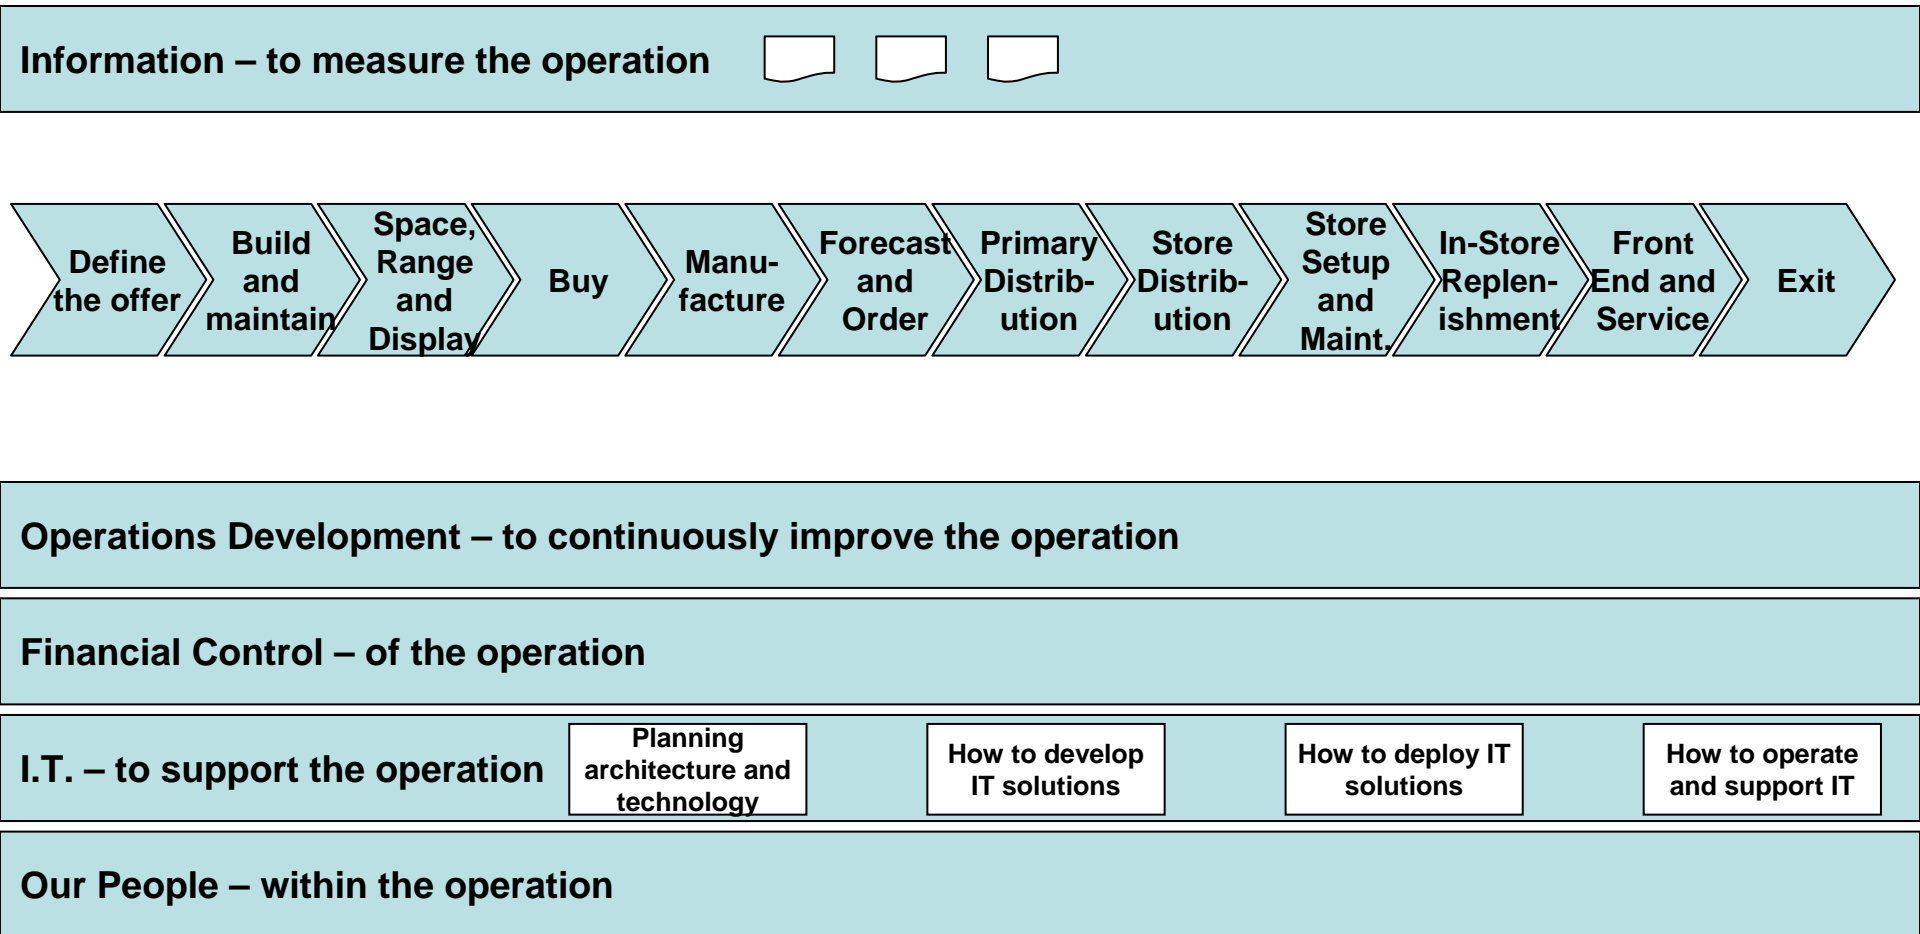 Information – to measure the operation
Define
the offer
Build
and
maintain
Space,
Range
and
Display
Buy
Manu-
facture
Forecast
and
Order
Primary
Distrib-
ution
Store
Distrib-
ution
Store
Setup
and
Maint.
In-Store
Replen-
ishment
Front
End and
Service
Exit
Operations Development – to continuously improve the operation
Financial Control – of the operation
I.T. – to support the operation
Planning
architecture and
technology
How to develop
IT solutions
How to deploy IT
solutions
How to operate
and support IT
Our People – within the operation